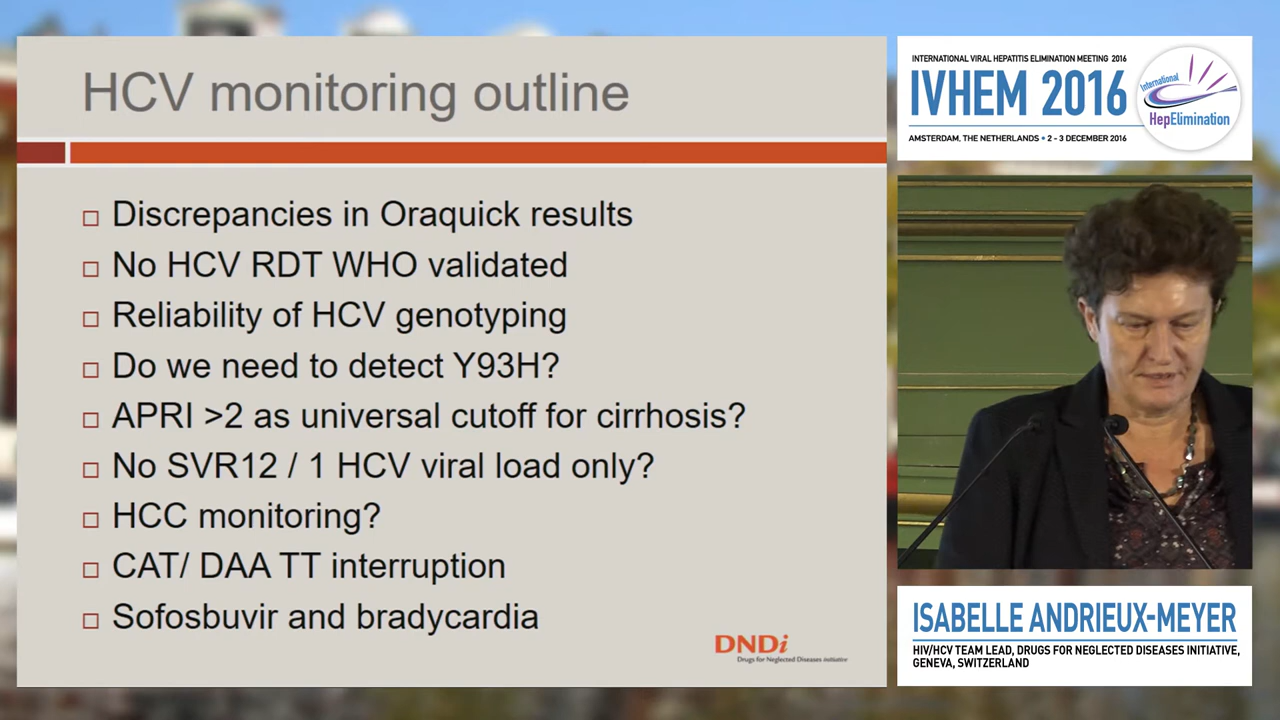 HCV monitoring outline
Discrepancies in Oraquick results
No HCV RDT WHO validated
Reliability of HCV genotyping
Do we need to detect Y93H?
APRI >2 as universal cutoff for cirrhosis?
No SVR12 / 1 HCV viral load only?
HCC monitoring?
CAT/ DAA TT interruption
Sofosbuvir and bradycardia
DNDi
Drugs for Neglected Diseases initiative
INTERNATIONAL VIRAL HEPATITIS ELIMINATION MEETING 2016
IVHEM 2016
AMSTERDAM, THE NETHERLANDS • 2 - 3 DECEMBER 2016
International
HepElimination
ISABELLE ANDRIEUX-MEYER
HIV/HCV TEAM LEAD, DRUGS FOR NEGLECTED DISEASES INITIATIVE,
GENEVA, SWITZERLAND